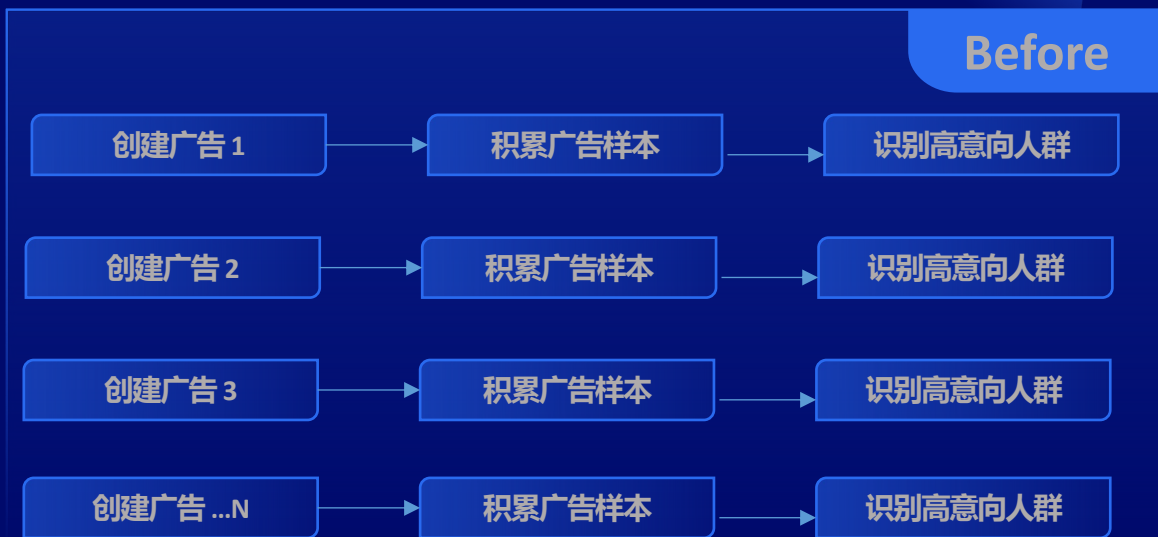 Before
创建广告 1
积累广告样本
识别高意向人群
创建广告 2
积累广告样本
识别高意向人群
创建广告 3
积累广告样本
识别高意向人群
创建广告 ...N
积累广告样本
识别高意向人群